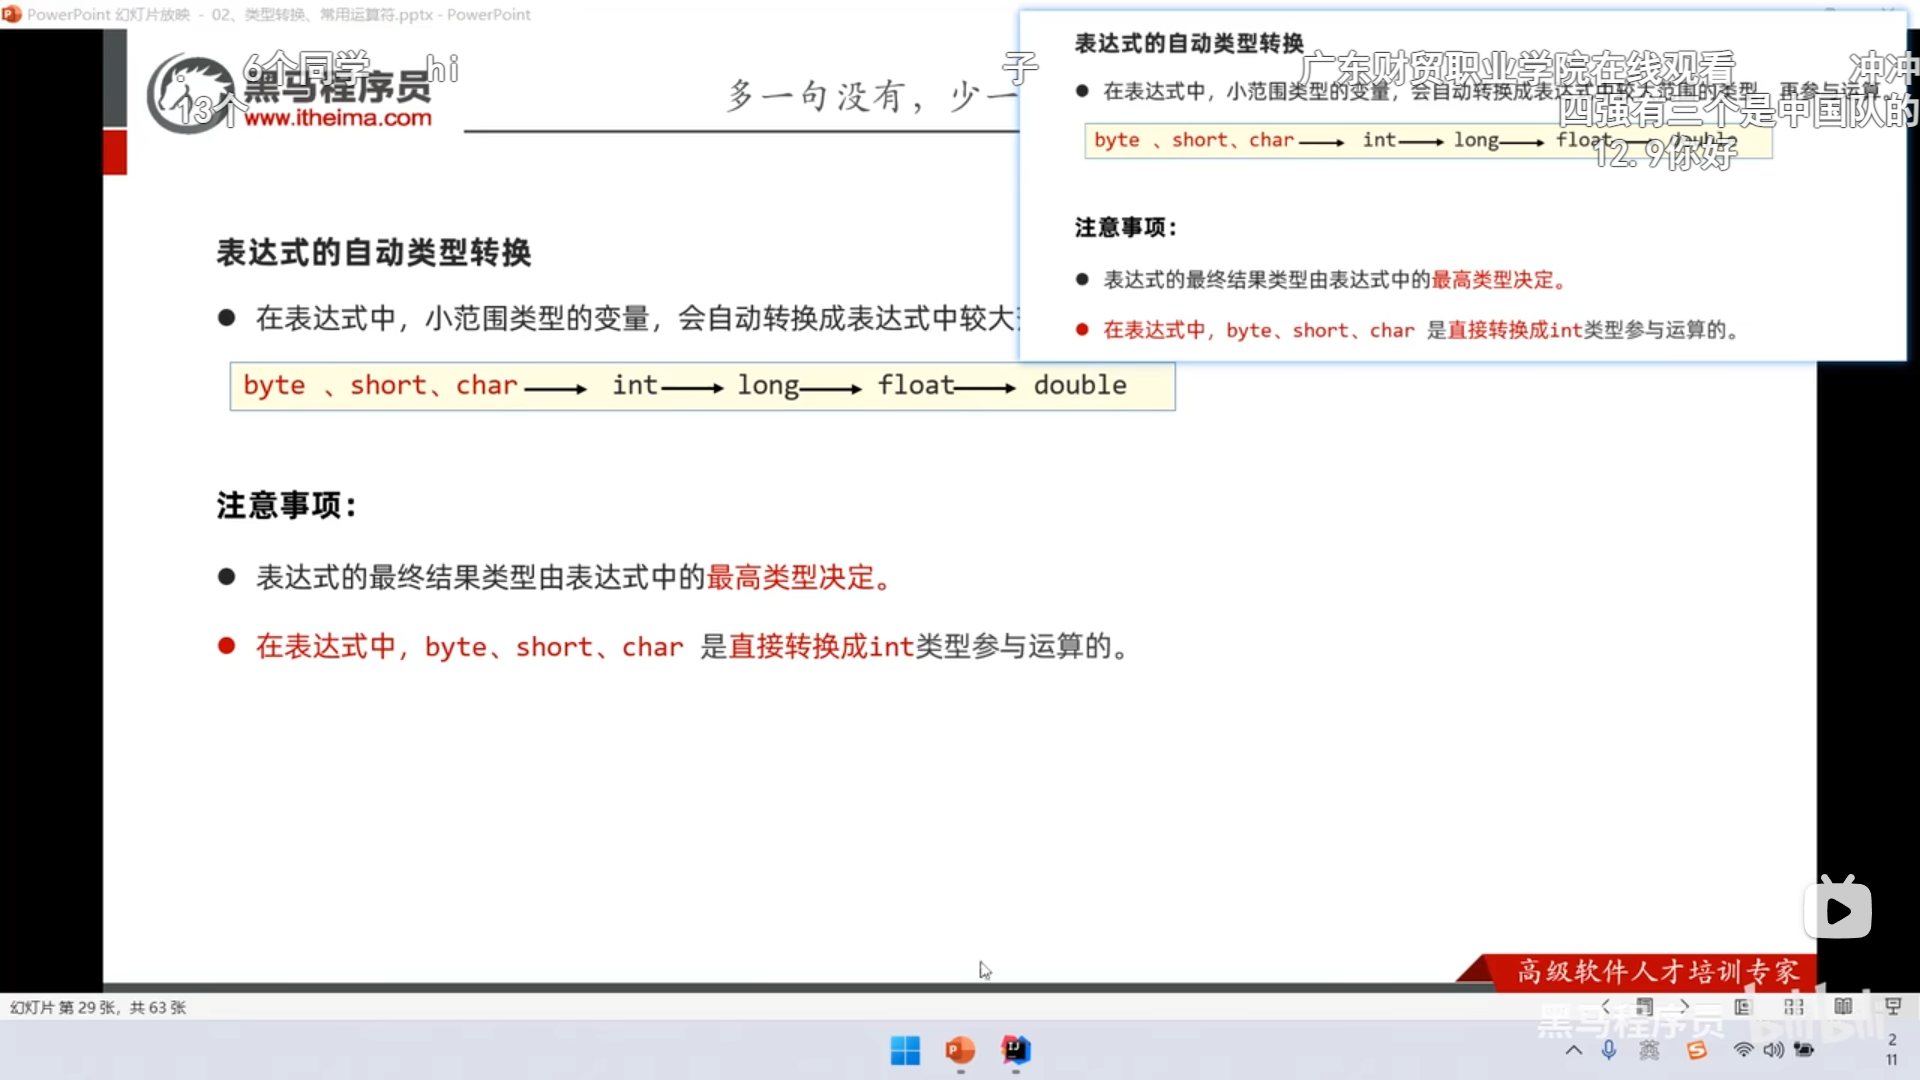 PowerPoint 幻灯片放映 - 02、类型转换、常用运算符.pptx - PowerPoint
6个同学
hi
13个
黑马程序员
www.itheima.com
多一句没有，少一
子
广东财贸职业学院在线观看
冲冲
四强有三个是中国队的
12.9你好
表达式的自动类型转换
在表达式中，小范围类型的变量，会自动转换成表达式中较大范围的类型，再参与运算。
byte 、short、char int long float double
注意事项：
表达式的最终结果类型由表达式中的最高类型决定。
在表达式中，byte、short、char 是直接转换成int类型参与运算的。
表达式的自动类型转换
在表达式中，小范围类型的变量，会自动转换成表达式中较大
byte 、short、char int long float double
注意事项：
表达式的最终结果类型由表达式中的最高类型决定。
在表达式中，byte、short、char 是直接转换成int类型参与运算的。
高级软件人才培训专家
幻灯片 第 29 张，共 63 张
黑马程序员 bilibili
英
2
11